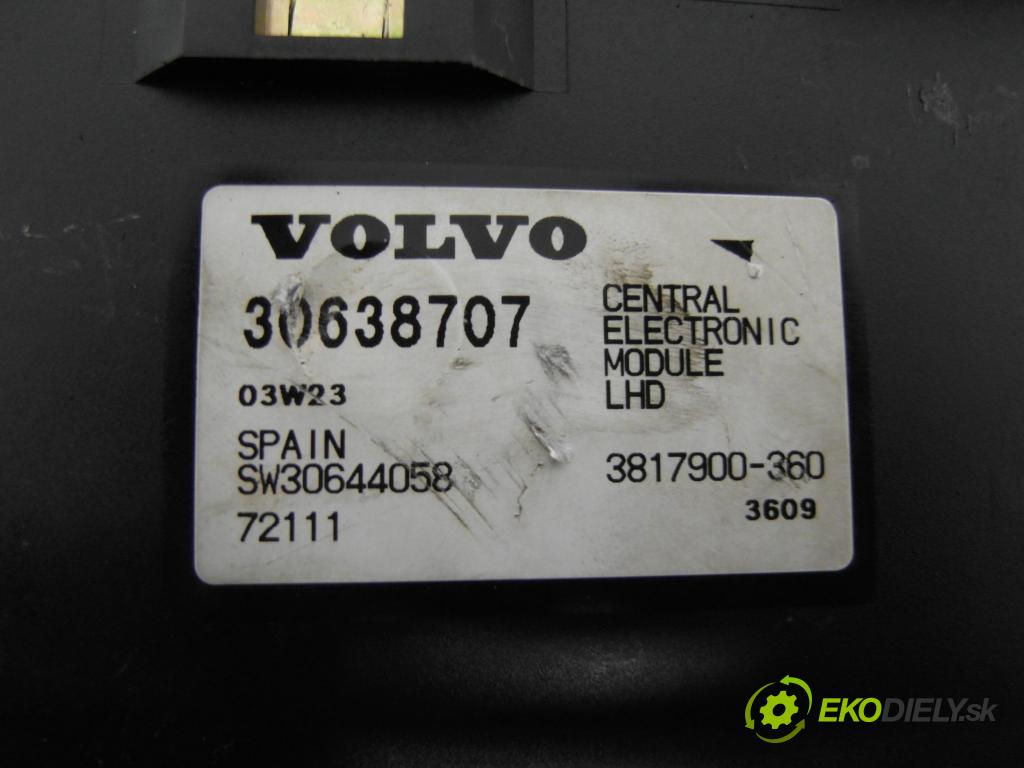 VOLVO
30638707
03W23
SPAIN
SW30644058
72111
CENTRAL
ELECTRONIC
MODULE
LHD
3817900-360
3609
EKODIELY.sk